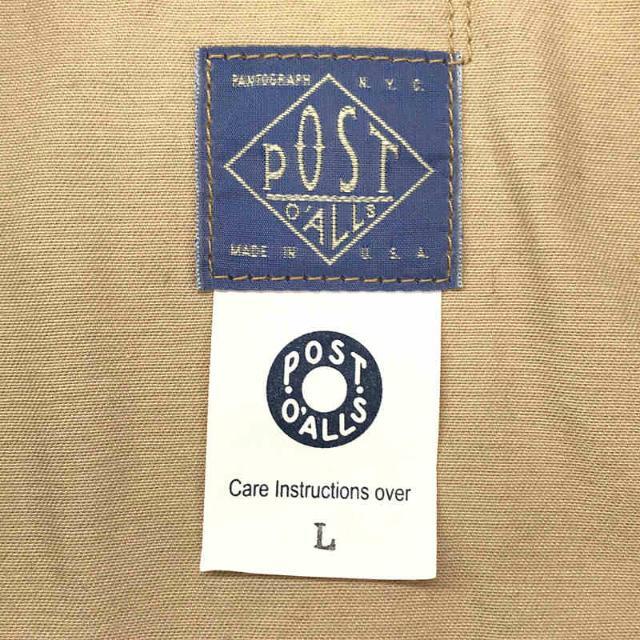 PANTOGRAPH N. Y. C.
POST
O'ALLS
MADE IN U. S. A.
POST
O'ALLS
Care Instructions over
L